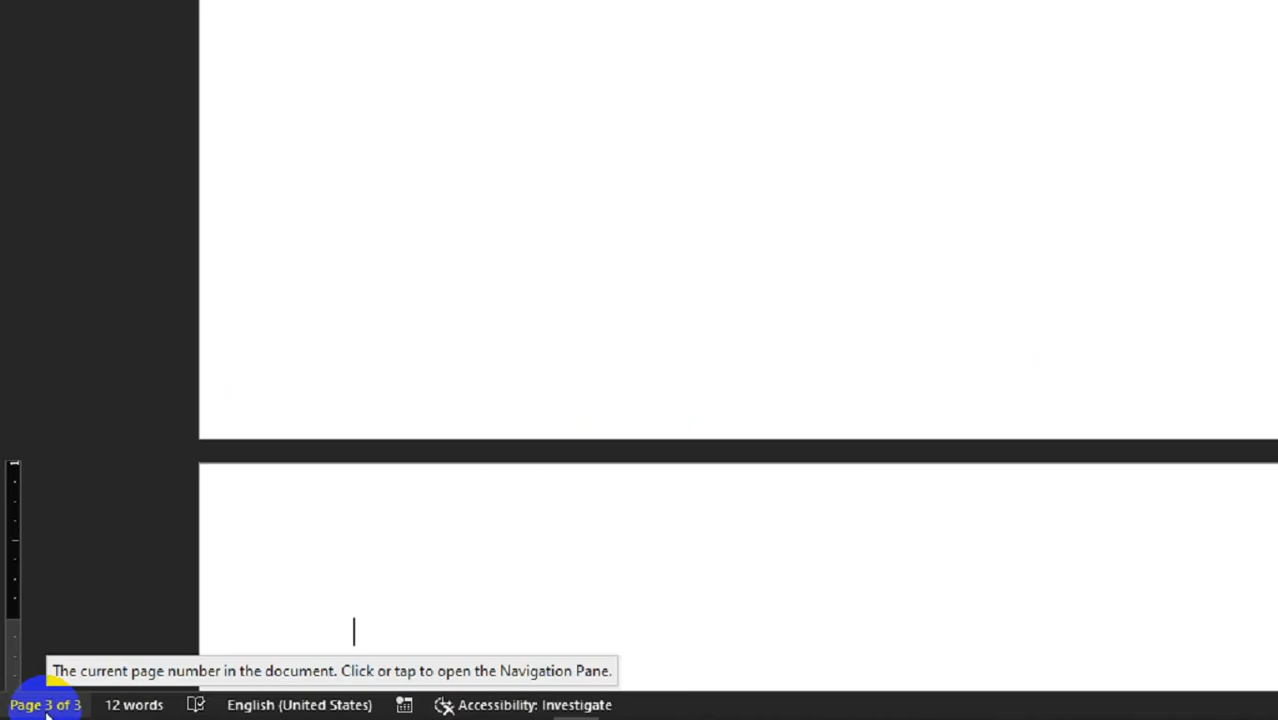 The current page number in the document. Click or tap to open the Navigation Pane.
Page 3 of 3 12 words English (United States) Accessibility: Investigate